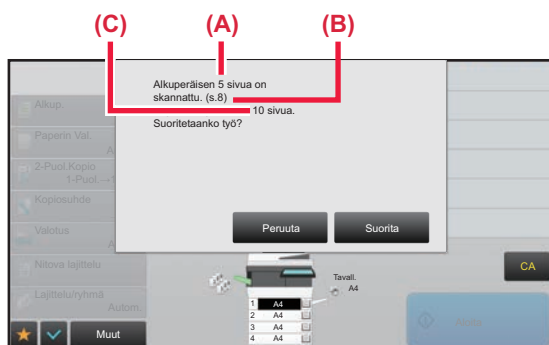 (C)
(A)
(B)
Alkuperäisen 5 sivua on
skannattu. (s.8)
10 sivua.
Suoritetaanko työ?
Peruuta
Suorita
Alkup.
Paperin Val.
A
2-Puol.Kopio
1-Puol.→1
Kopiosuhde
Valotus
A
Nitova lajittelu
Lajittelu/ryhmä
Autom.
Muut
Tavall.
A4
1 A4
2 A4
3 A4
4 A4
CA